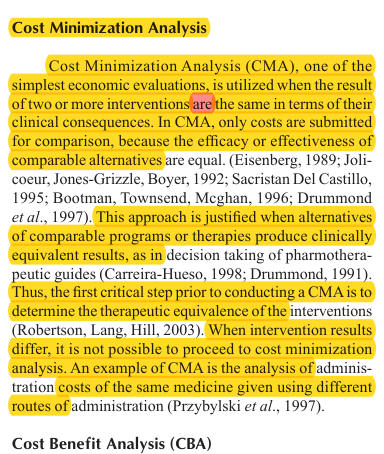 Cost Minimization Analysis
Cost Minimization Analysis (CMA), one of the
simplest economic evaluations, is utilized when the result
of two or more interventions are the same in terms of their
clinical consequences. In CMA, only costs are submitted
for comparison, because the efficacy or effectiveness of
comparable alternatives are equal. (Eisenberg, 1989; Joli-
coeur, Jones-Grizzle, Boyer, 1992; Sacristan Del Castillo,
1995; Bootman, Townsend, Mcghan, 1996; Drummond
et al., 1997). This approach is justified when alternatives
of comparable programs or therapies produce clinically
equivalent results, as in decision taking of pharmothera-
peutic guides (Carreira-Hueso, 1998; Drummond, 1991).
Thus, the first critical step prior to conducting a CMA is to
determine the therapeutic equivalence of the interventions
(Robertson, Lang, Hill, 2003). When intervention results
differ, it is not possible to proceed to cost minimization
analysis. An example of CMA is the analysis of adminis-
tration costs of the same medicine given using different
routes of administration (Przybylski et al., 1997).
Cost Benefit Analysis (CBA)